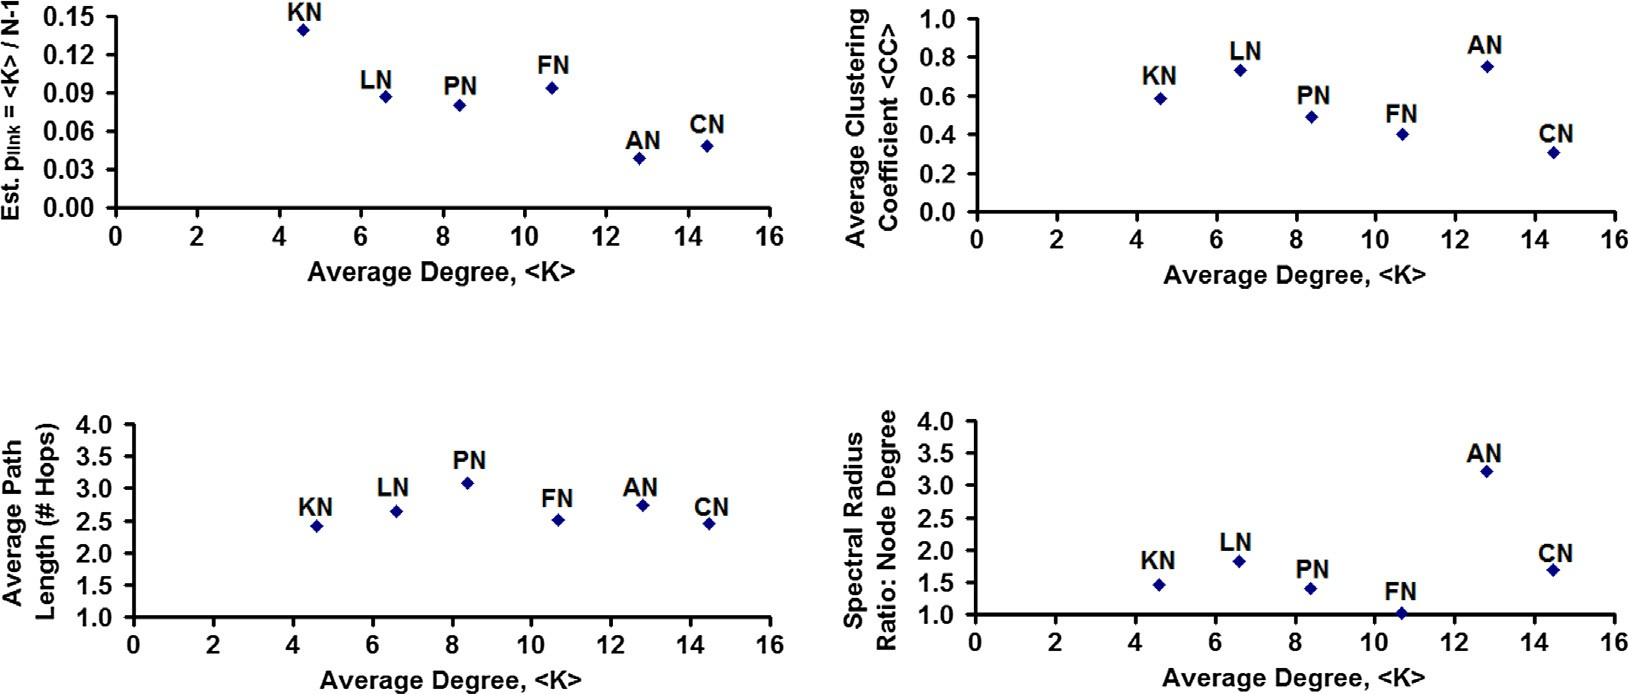 Est. plink = <K> / N-1
0.15
0.12
0.09
0.06
0.03
0.00
KN
LN
PN
FN
AN
CN
0 2 4 6 8 10 12 14 16
Average Degree, <K>
Average Clustering
Coefficient <CC>
1.0
0.8
0.6
0.4
0.2
0.0
KN
LN
PN
FN
AN
CN
0 2 4 6 8 10 12 14 16
Average Degree, <K>
Average Path
Length (# Hops)
4.0
3.5
3.0
2.5
2.0
1.5
1.0
KN
LN
PN
FN
AN
CN
0 2 4 6 8 10 12 14 16
Average Degree, <K>
Spectral Radius
Ratio: Node Degree
4.0
3.5
3.0
2.5
2.0
1.5
1.0
KN
LN
PN
FN
AN
CN
0 2 4 6 8 10 12 14 16
Average Degree, <K>